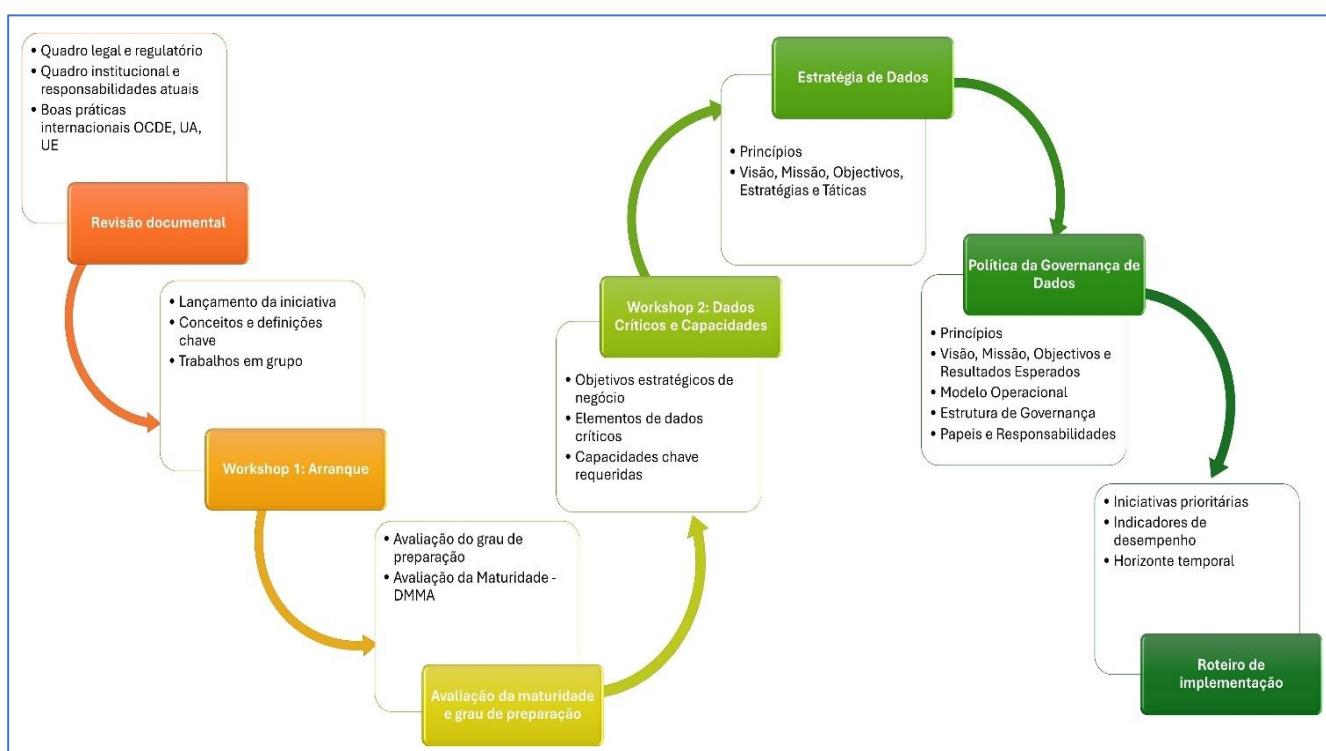 • Quadro legal e regulatório
• Quadro institucional e
responsabilidades atuais
• Boas práticas
internacionais OCDE, UA,
UE
Revisão documental
• Lançamento da iniciativa
• Conceitos e definições
chave
• Trabalhos em grupo
Workshop 1: Arranque
• Avaliação do grau de
preparação
• Avaliação da Maturidade -
DMMA
Avaliação da maturidade
e grau de preparação
Workshop 2: Dados
Críticos e Capacidades
• Objetivos estratégicos de
negócio
• Elementos de dados
críticos
• Capacidades chave
requeridas
Estratégia de Dados
• Princípios
• Visão, Missão, Objectivos,
Estratégias e Táticas
Política da Governança de
Dados
• Princípios
• Visão, Missão, Objectivos e
Resultados Esperados
• Modelo Operacional
• Estrutura de Governança
• Papeis e Responsabilidades
• Iniciativas prioritárias
• Indicadores de
desempenho
• Horizonte temporal
Roteiro de
implementação